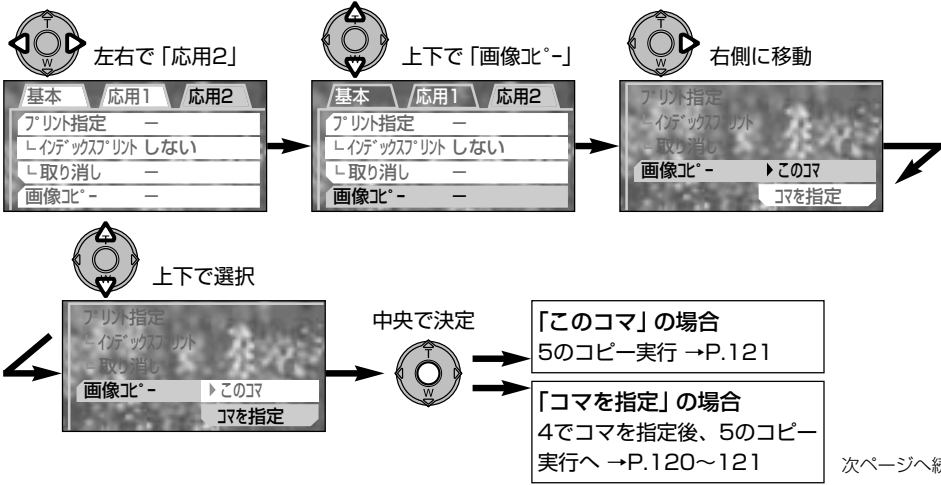 左右で「応用2」
基本 応用1 応用2
プリント指定 ー
└インデックスプリント しない
└取り消し ー
画像コピー ー
上下で「画像コピー」
基本 応用1 応用2
プリント指定 ー
└インデックスプリント しない
└取り消し ー
画像コピー ー
右側に移動
プリント指定
└インデックスプリント
└取り消し
画像コピー ▶このコマ
コマを指定
上下で選択
プリント指定
└インデックスプリント
└取り消し
画像コピー ▶このコマ
コマを指定
中央で決定
T
W
「このコマ」の場合
5のコピー実行 →P.121
「コマを指定」の場合
4でコマを指定後、5のコピー
実行へ →P.120〜121
次ページへ続